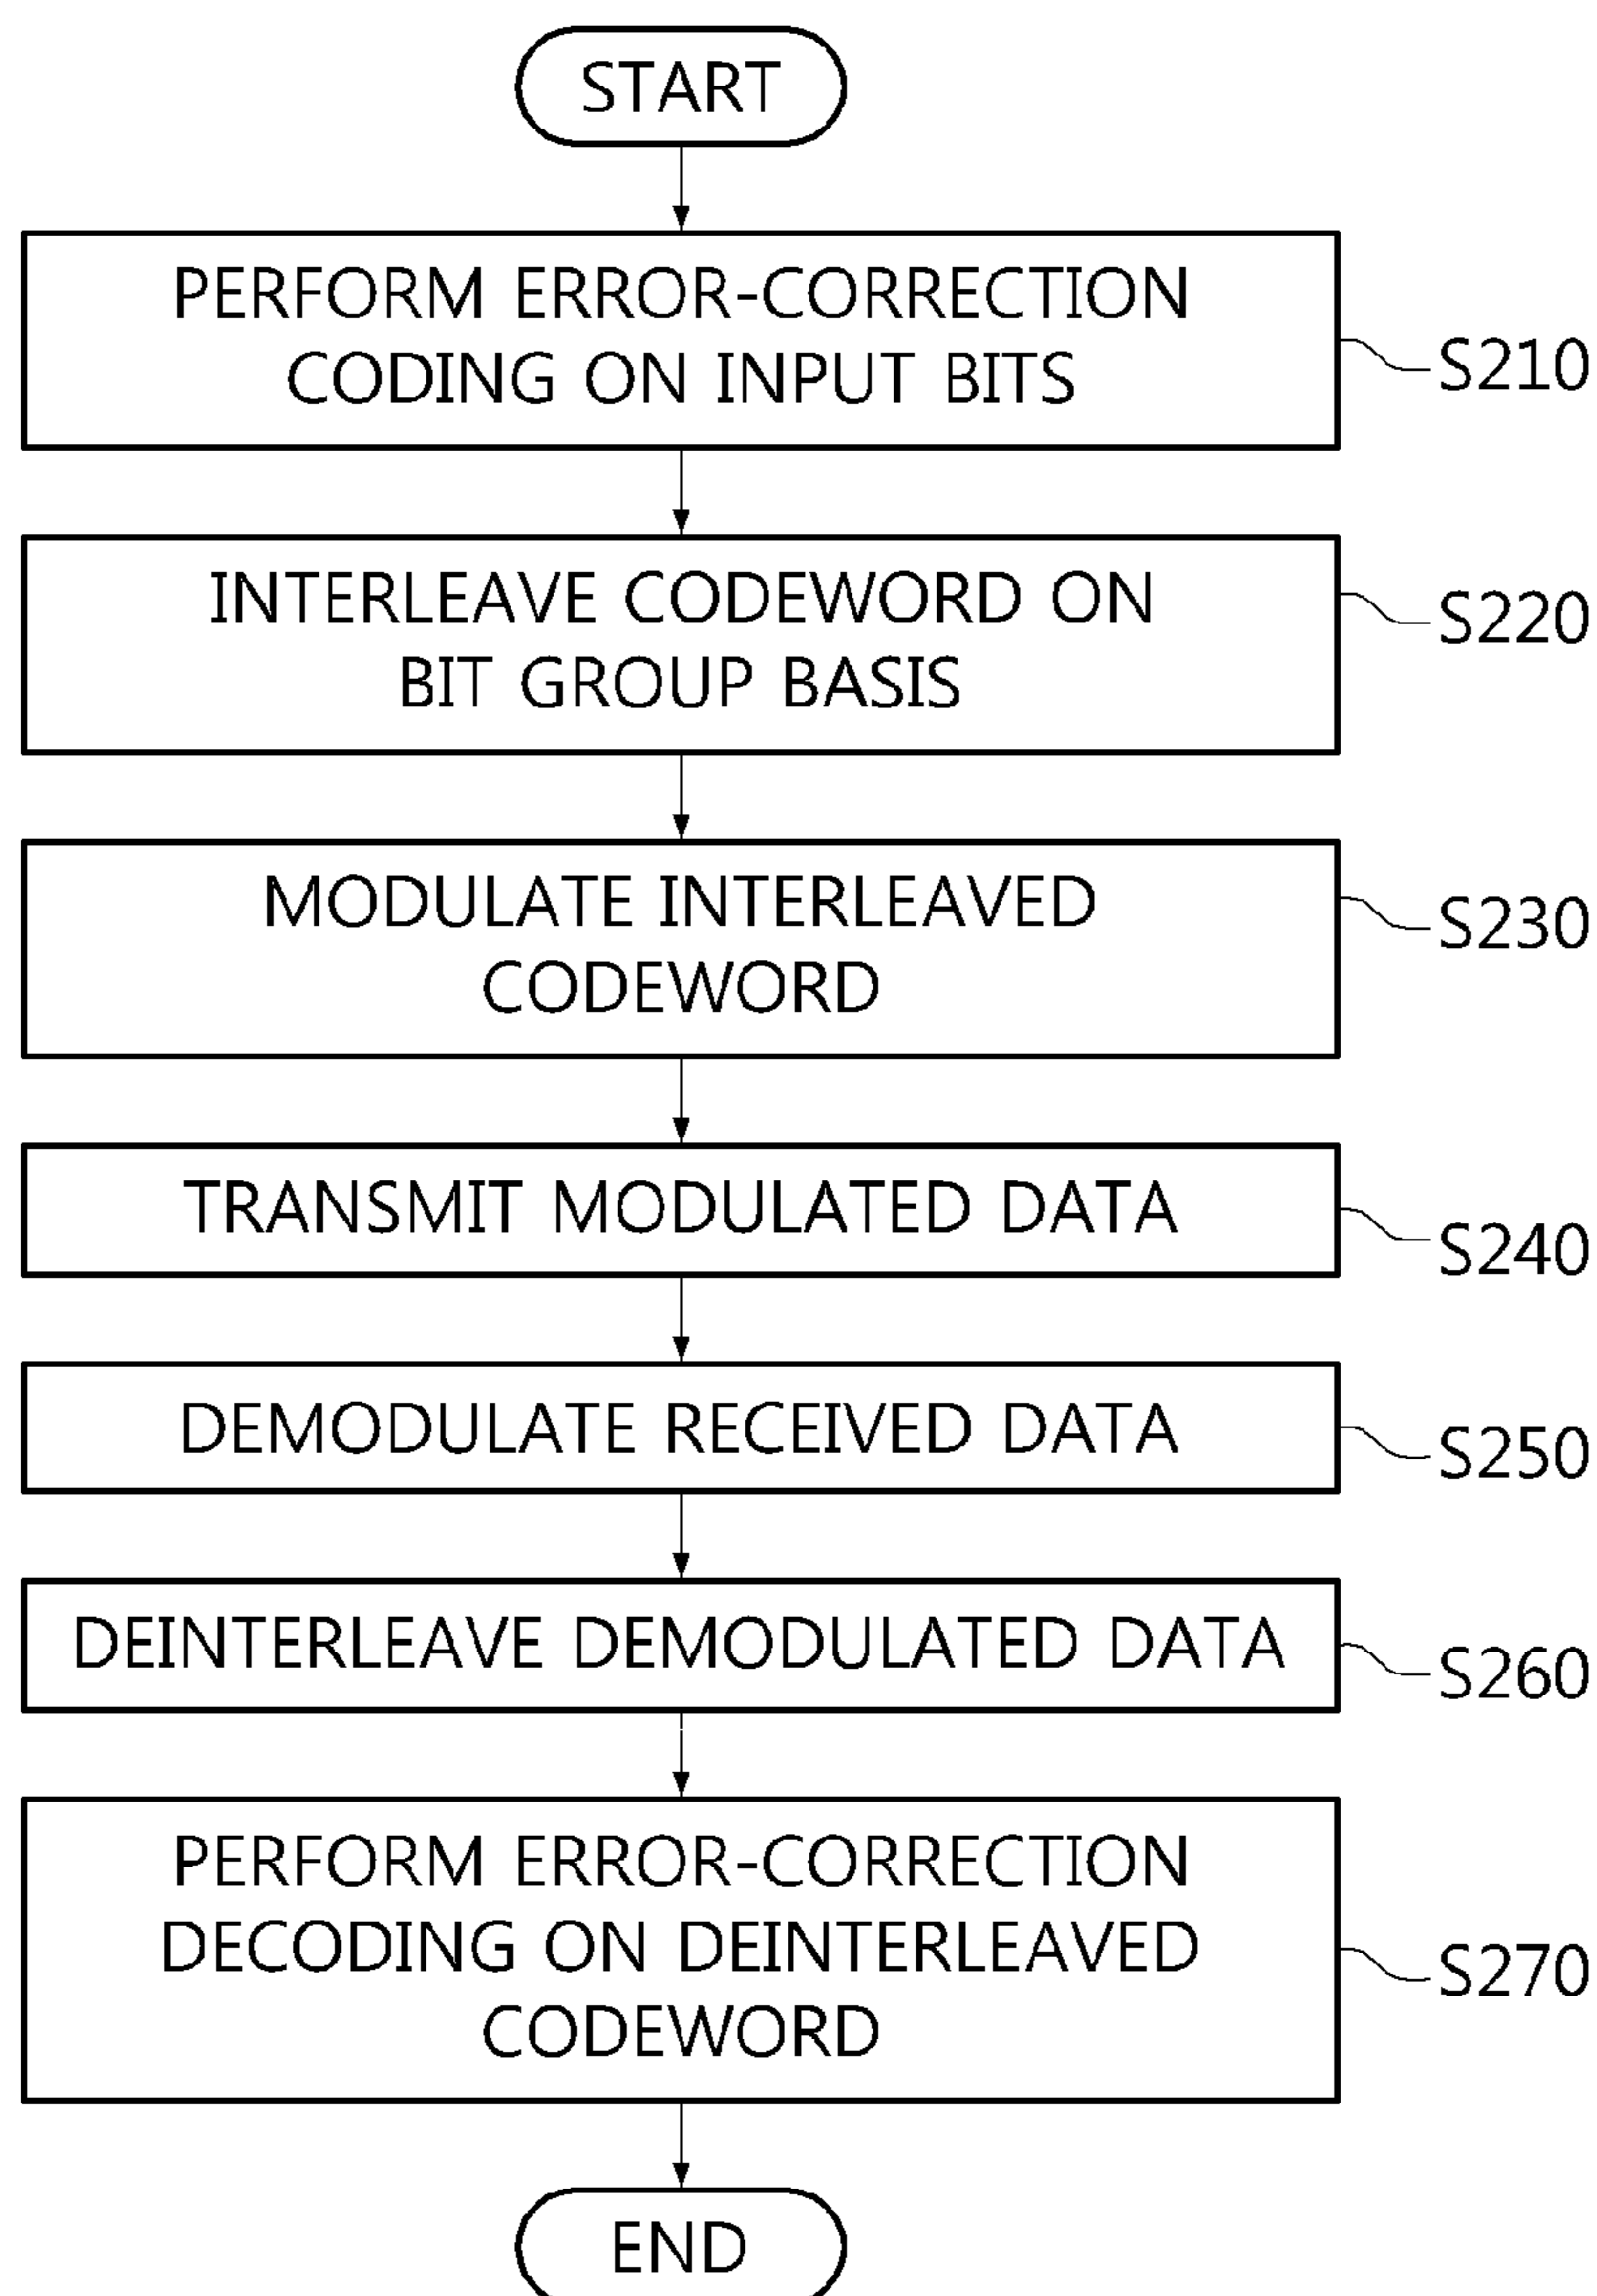 START
PERFORM ERROR-CORRECTION
CODING ON INPUT BITS
S210
INTERLEAVE CODEWORD ON
BIT GROUP BASIS
S220
MODULATE INTERLEAVED
CODEWORD
S230
TRANSMIT MODULATED DATA
S240
DEMODULATE RECEIVED DATA
S250
DEINTERLEAVE DEMODULATED DATA
S260
PERFORM ERROR-CORRECTION
DECODING ON DEINTERLEAVED
CODEWORD
S270
END